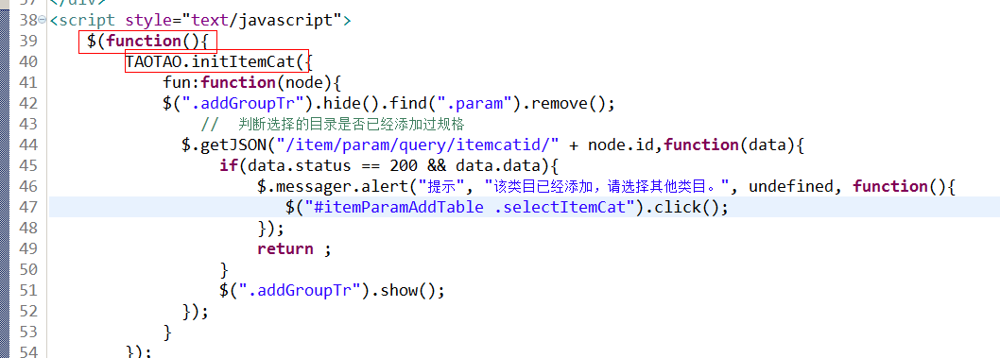 37 </div>
38 <script style="text/javascript">
39 $(function(){
40 TAOTAO.initItemCat({
41 fun:function(node){
42 $(".addGroupTr").hide().find(".param").remove();
43 // 判断选择的目录是否已经添加过规格
44 $.getJSON("/item/param/query/itemcatid/" + node.id,function(data){
45 if(data.status == 200 && data.data){
46 $.messager.alert("提示", "该类目已经添加，请选择其他类目。", undefined, function(){
47 $("#itemParamAddTable .selectItemCat").click();
48 });
49 return ;
50 }
51 $(".addGroupTr").show();
52 });
53 }
54 });